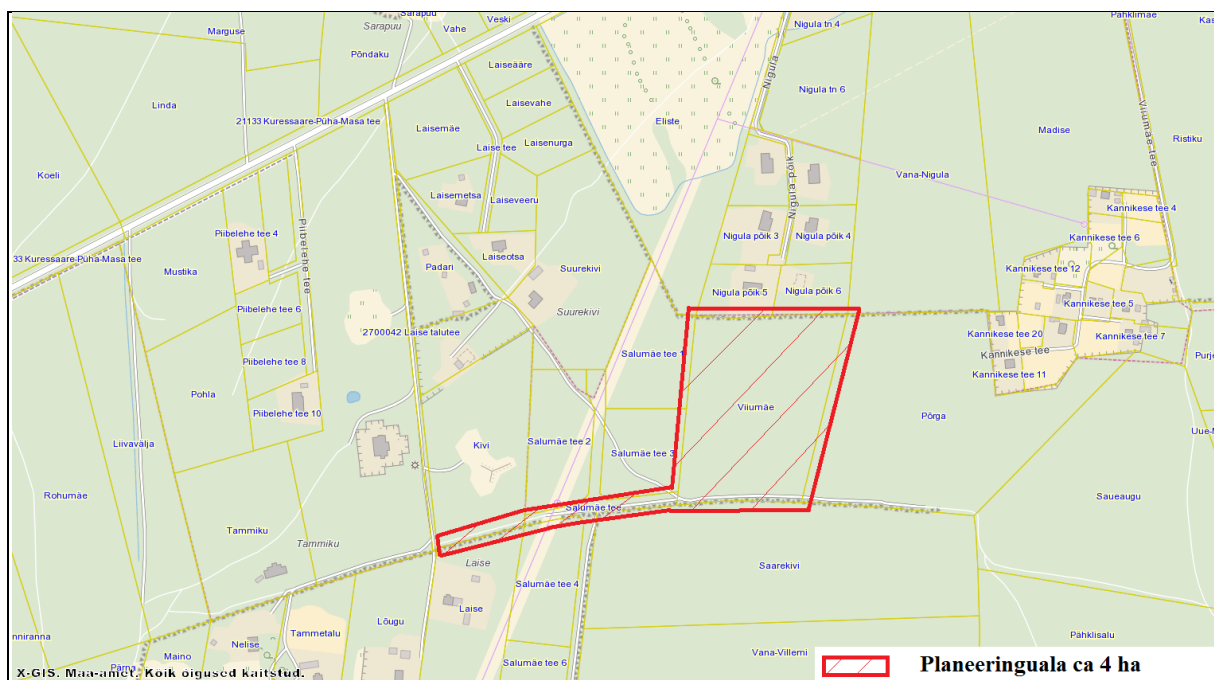 Sarapuu
Veski
Nigula tn 4
Pähklimäe
Marguse
Sarapuu
Vahe
Põndaku
Laiseääre
Nigula
Nigula tn 6
Linda
Laisevahe
21133 Kuressaare-Püha-Masa tee
Laisemäe
Eliste
Madise
Virumäe-tee
Ristiku
Laise tee
Laisenurga
Koeli
Vana-Nigula
Laisemetsa
Laiseveeru
Nigula põik
Kannikese tee 4
Piibelehe tee 4
Piibelehe-tee
Nigula põik 3
Nigula põik 4
Kannikese tee 6
33 Kuressaare-Püha-Masa tee
Laiseotsa
Mustika
Padari
Suurekivi
Kannikese tee 12
Nigula põik 5
Nigula põik 6
Piibelehe tee 6
Suurekivi
Kannikese tee 5
2700042 Laise talutee
Kannikese tee 20
Kannikese tee 7
Salumäe tee 1
Kannikese tee
Piibelehe tee 8
Kannikese tee 11
Pohla
Viiumäe
Piibelehe tee 10
Põrga
Liivavälja
Kivi
Salumäe tee 2
Salumäe tee 3
Rohumäe
Saueaugu
Salumäe tee
Tammiku
Tammiku
Laise
Saarekivi
Salumäe tee 4
Laise
Lõugu
Tammetalu
Nelise
Pähklisalu
Maino
Vana-Villemi
Salumäe tee 6
Pärna
X-GIS. Maa-amet. Kõik õigused kaitstud.
Planeeringuala ca 4 ha